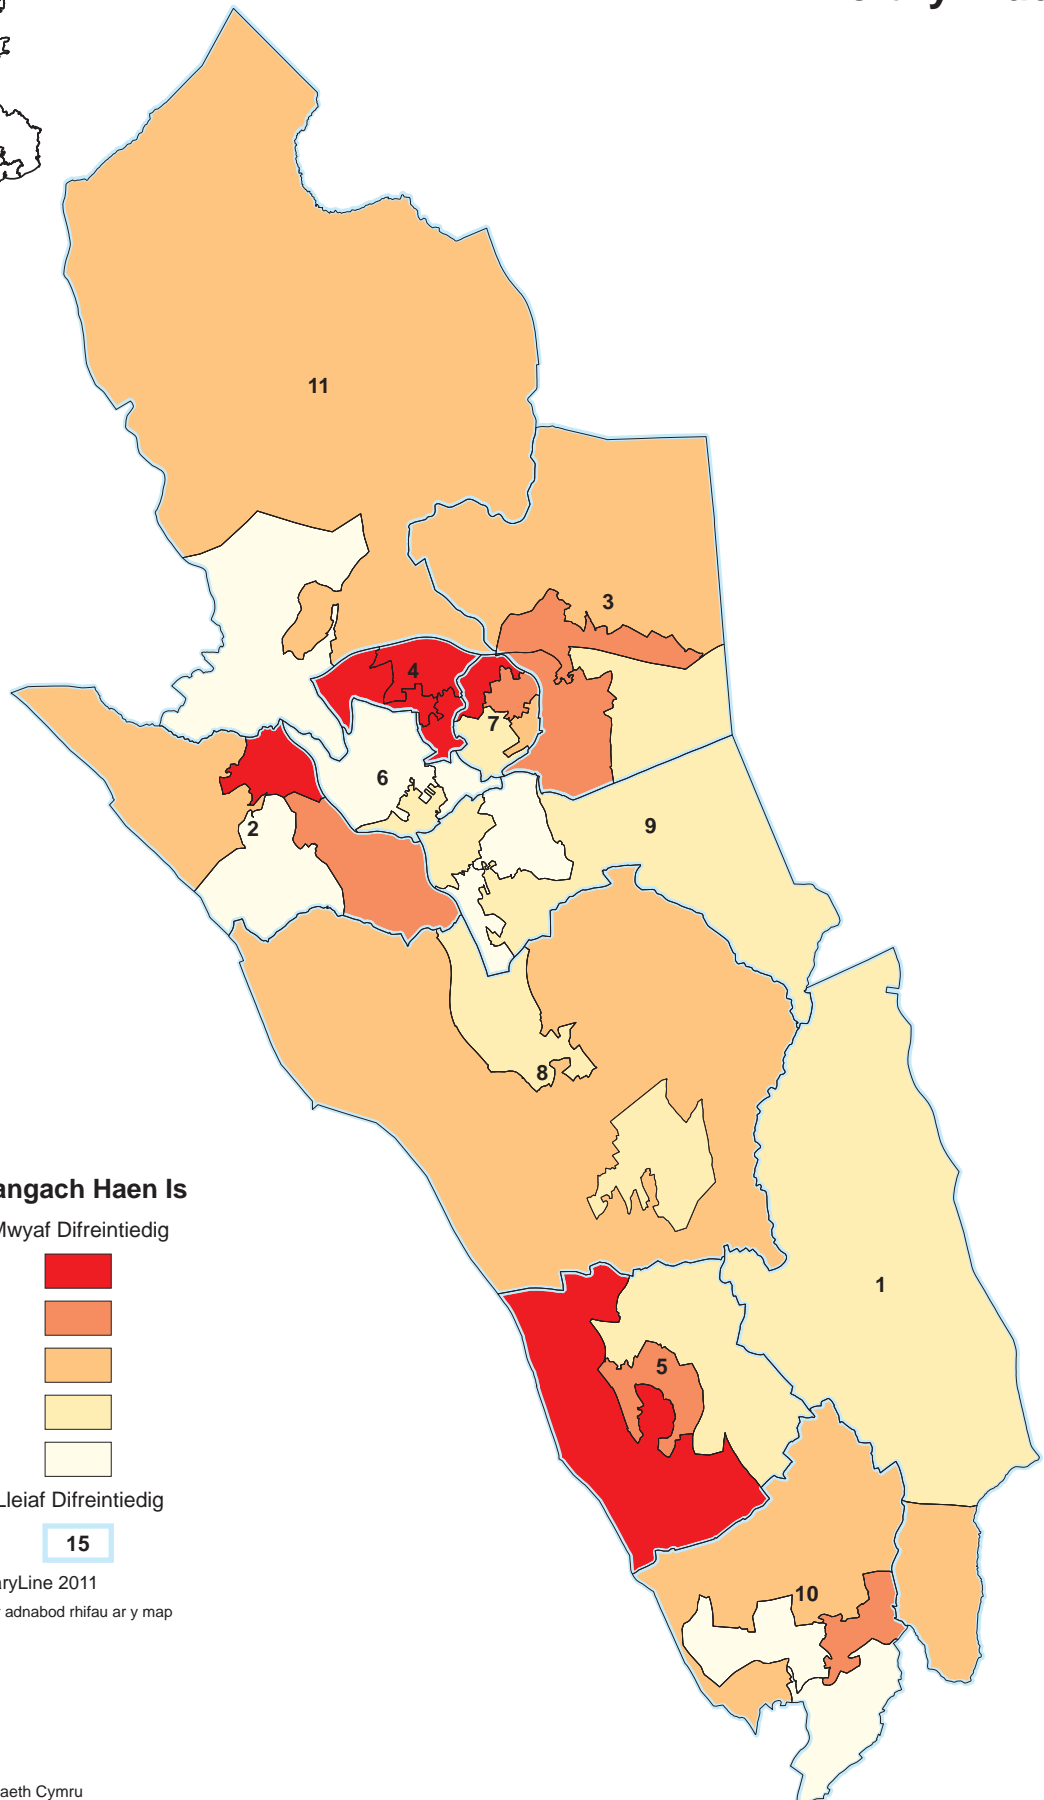 11
3
4
7
6
2
9
8
1
5
10
angach Haen Is
Mwyaf Difreintiedig
Lleiaf Difreintiedig
15
aryLine 2011
adnabod rhifau ar y map
aeth Cymru